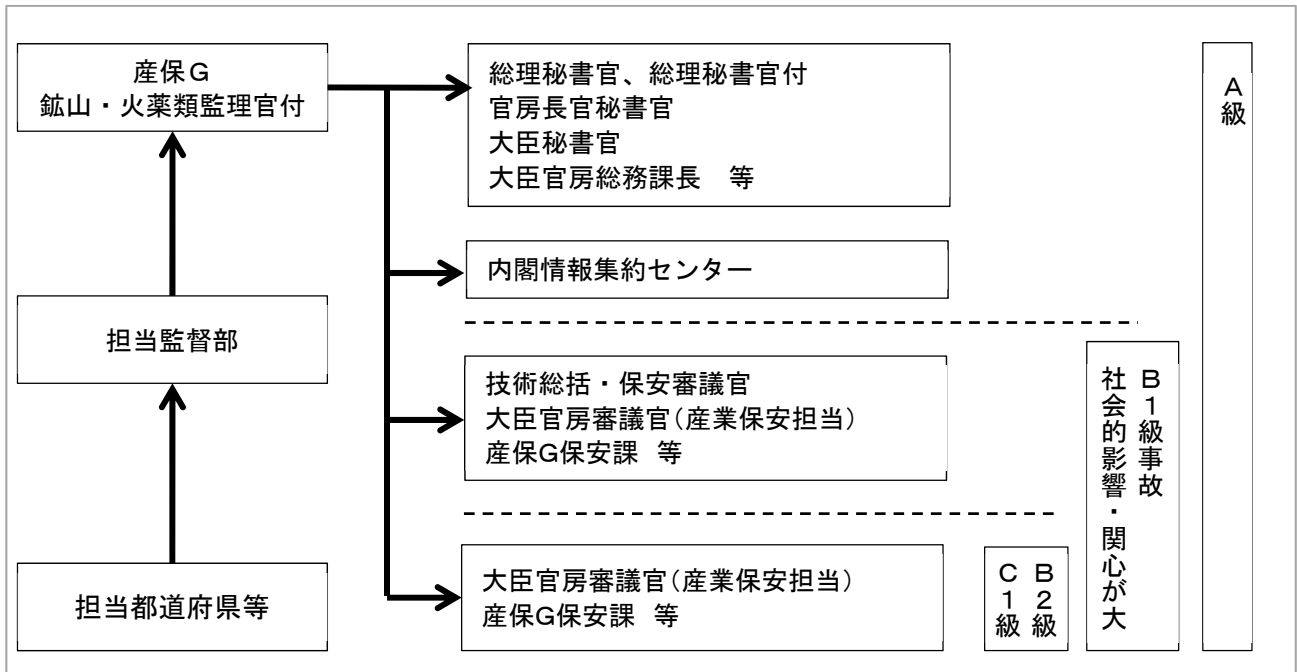 産保Ｇ
鉱山・火薬類監理官付
担当監督部
担当都道府県等
総理秘書官、総理秘書官付
官房長官秘書官
大臣秘書官
大臣官房総務課長　等
内閣情報集約センター
技術総括・保安審議官
大臣官房審議官（産業保安担当）
産保Ｇ保安課　等
大臣官房審議官（産業保安担当）
産保Ｇ保安課　等
Ａ級
Ｂ１級事故
社会的影響・関心が大
Ｂ２級
Ｃ１級